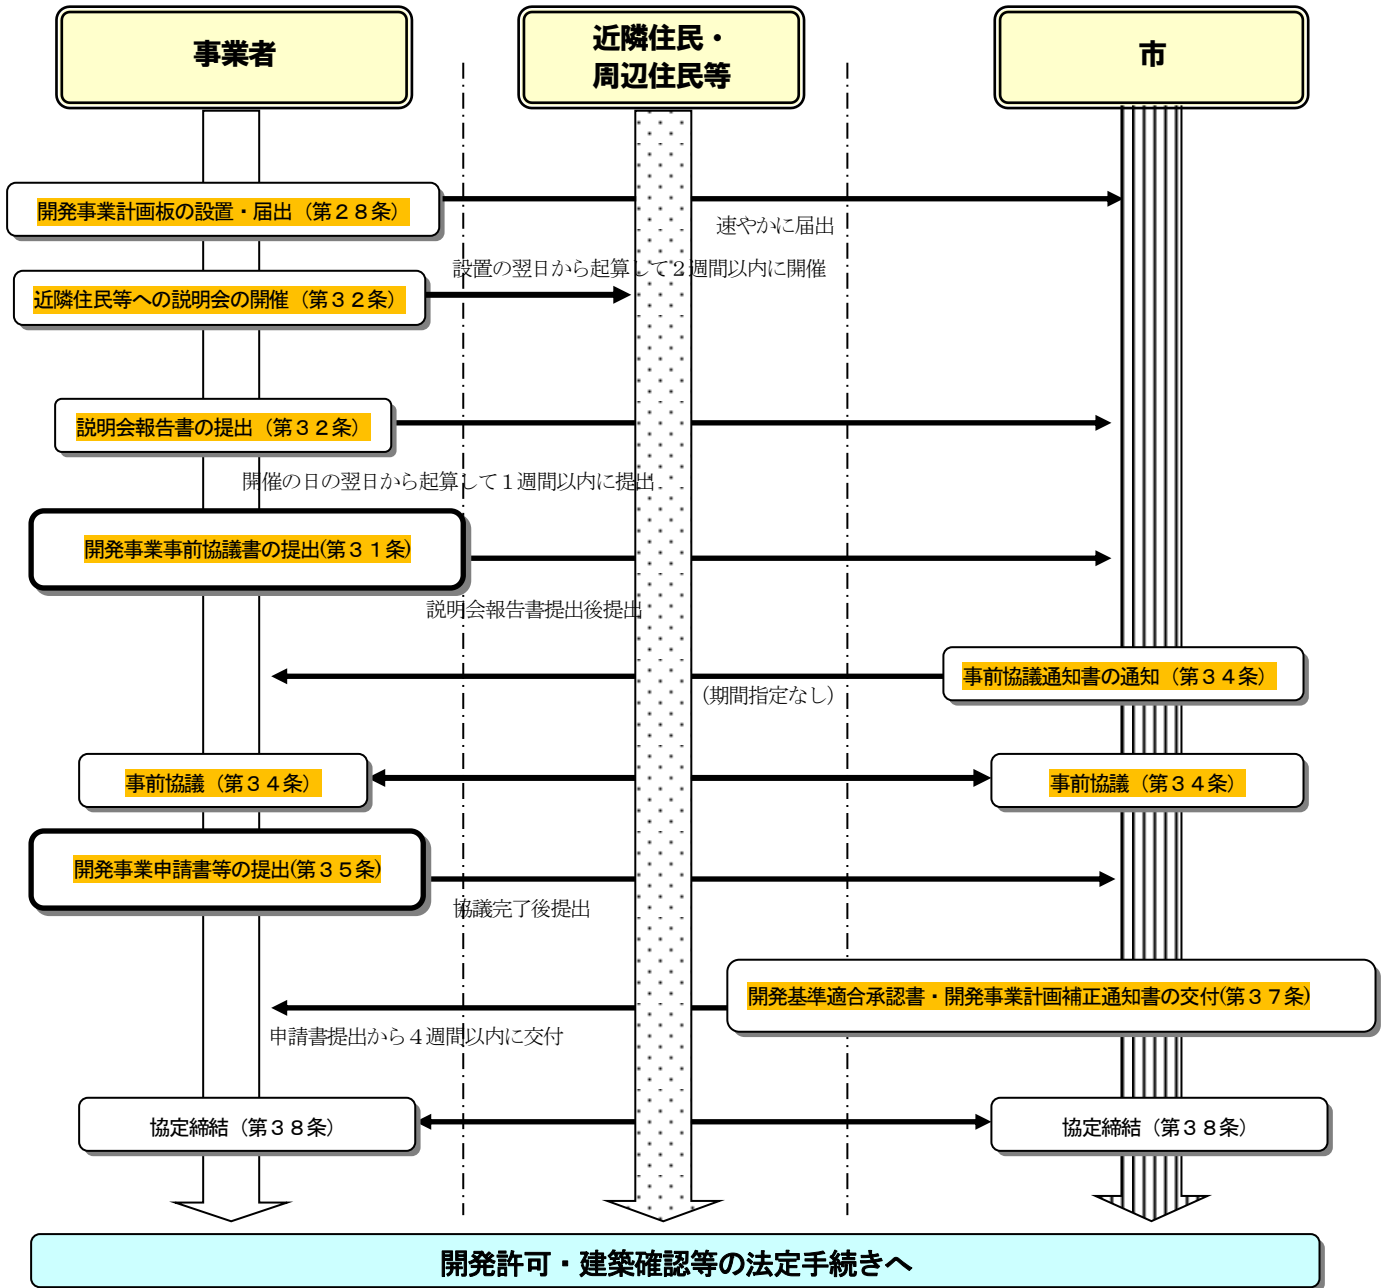 事業者
近隣住民・
周辺住民等
市
開発事業計画板の設置・届出（第２８条）
速やかに届出
設置の翌日から起算して２週間以内に開催
近隣住民等への説明会の開催（第３２条）
説明会報告書の提出（第３２条）
開催の日の翌日から起算して１週間以内に提出
開発事業事前協議書の提出(第３１条)
説明会報告書提出後提出
事前協議通知書の通知（第３４条）
（期間指定なし）
事前協議（第３４条）
事前協議（第３４条）
開発事業申請書等の提出(第３５条)
協議完了後提出
開発基準適合承認書・開発事業計画補正通知書の交付(第３７条)
申請書提出から４週間以内に交付
協定締結（第３８条）
協定締結（第３８条）
開発許可・建築確認等の法定手続きへ